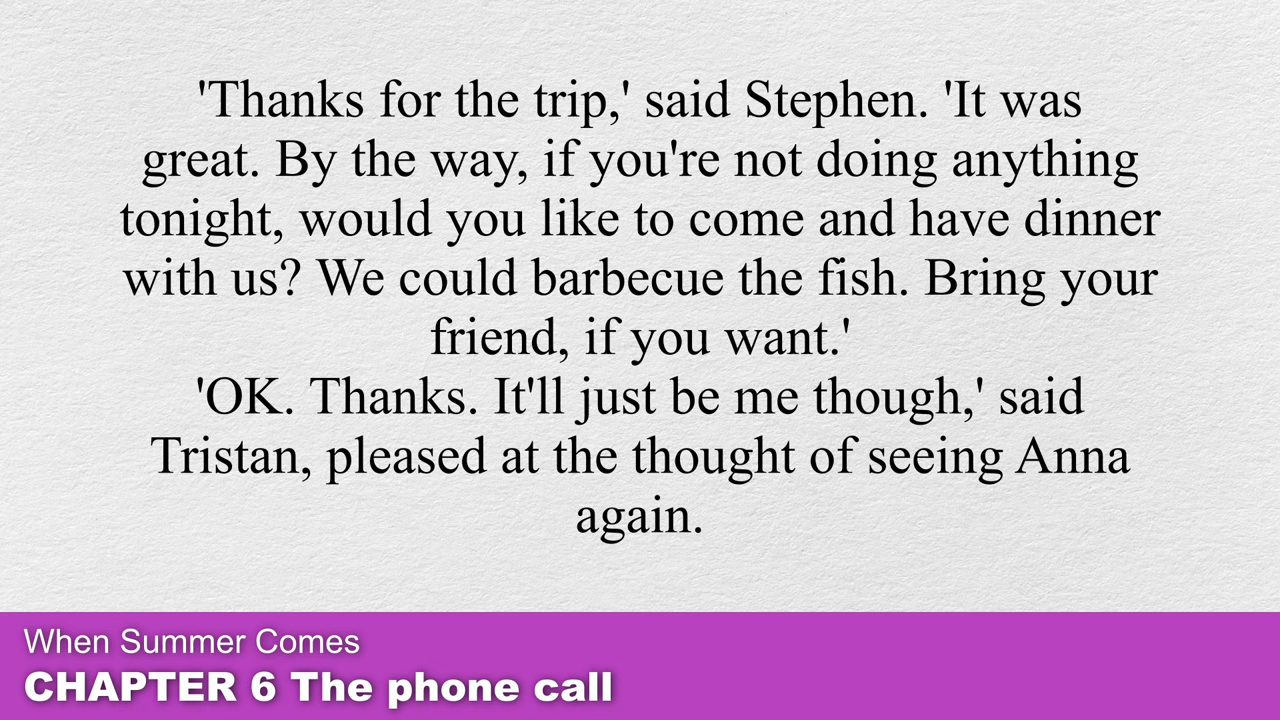 'Thanks for the trip,' said Stephen. 'It was
great. By the way, if you're not doing anything
tonight, would you like to come and have dinner
with us? We could barbecue the fish. Bring your
friend, if you want.'
'OK. Thanks. It'll just be me though,' said
Tristan, pleased at the thought of seeing Anna
again.
When Summer Comes
CHAPTER 6 The phone call